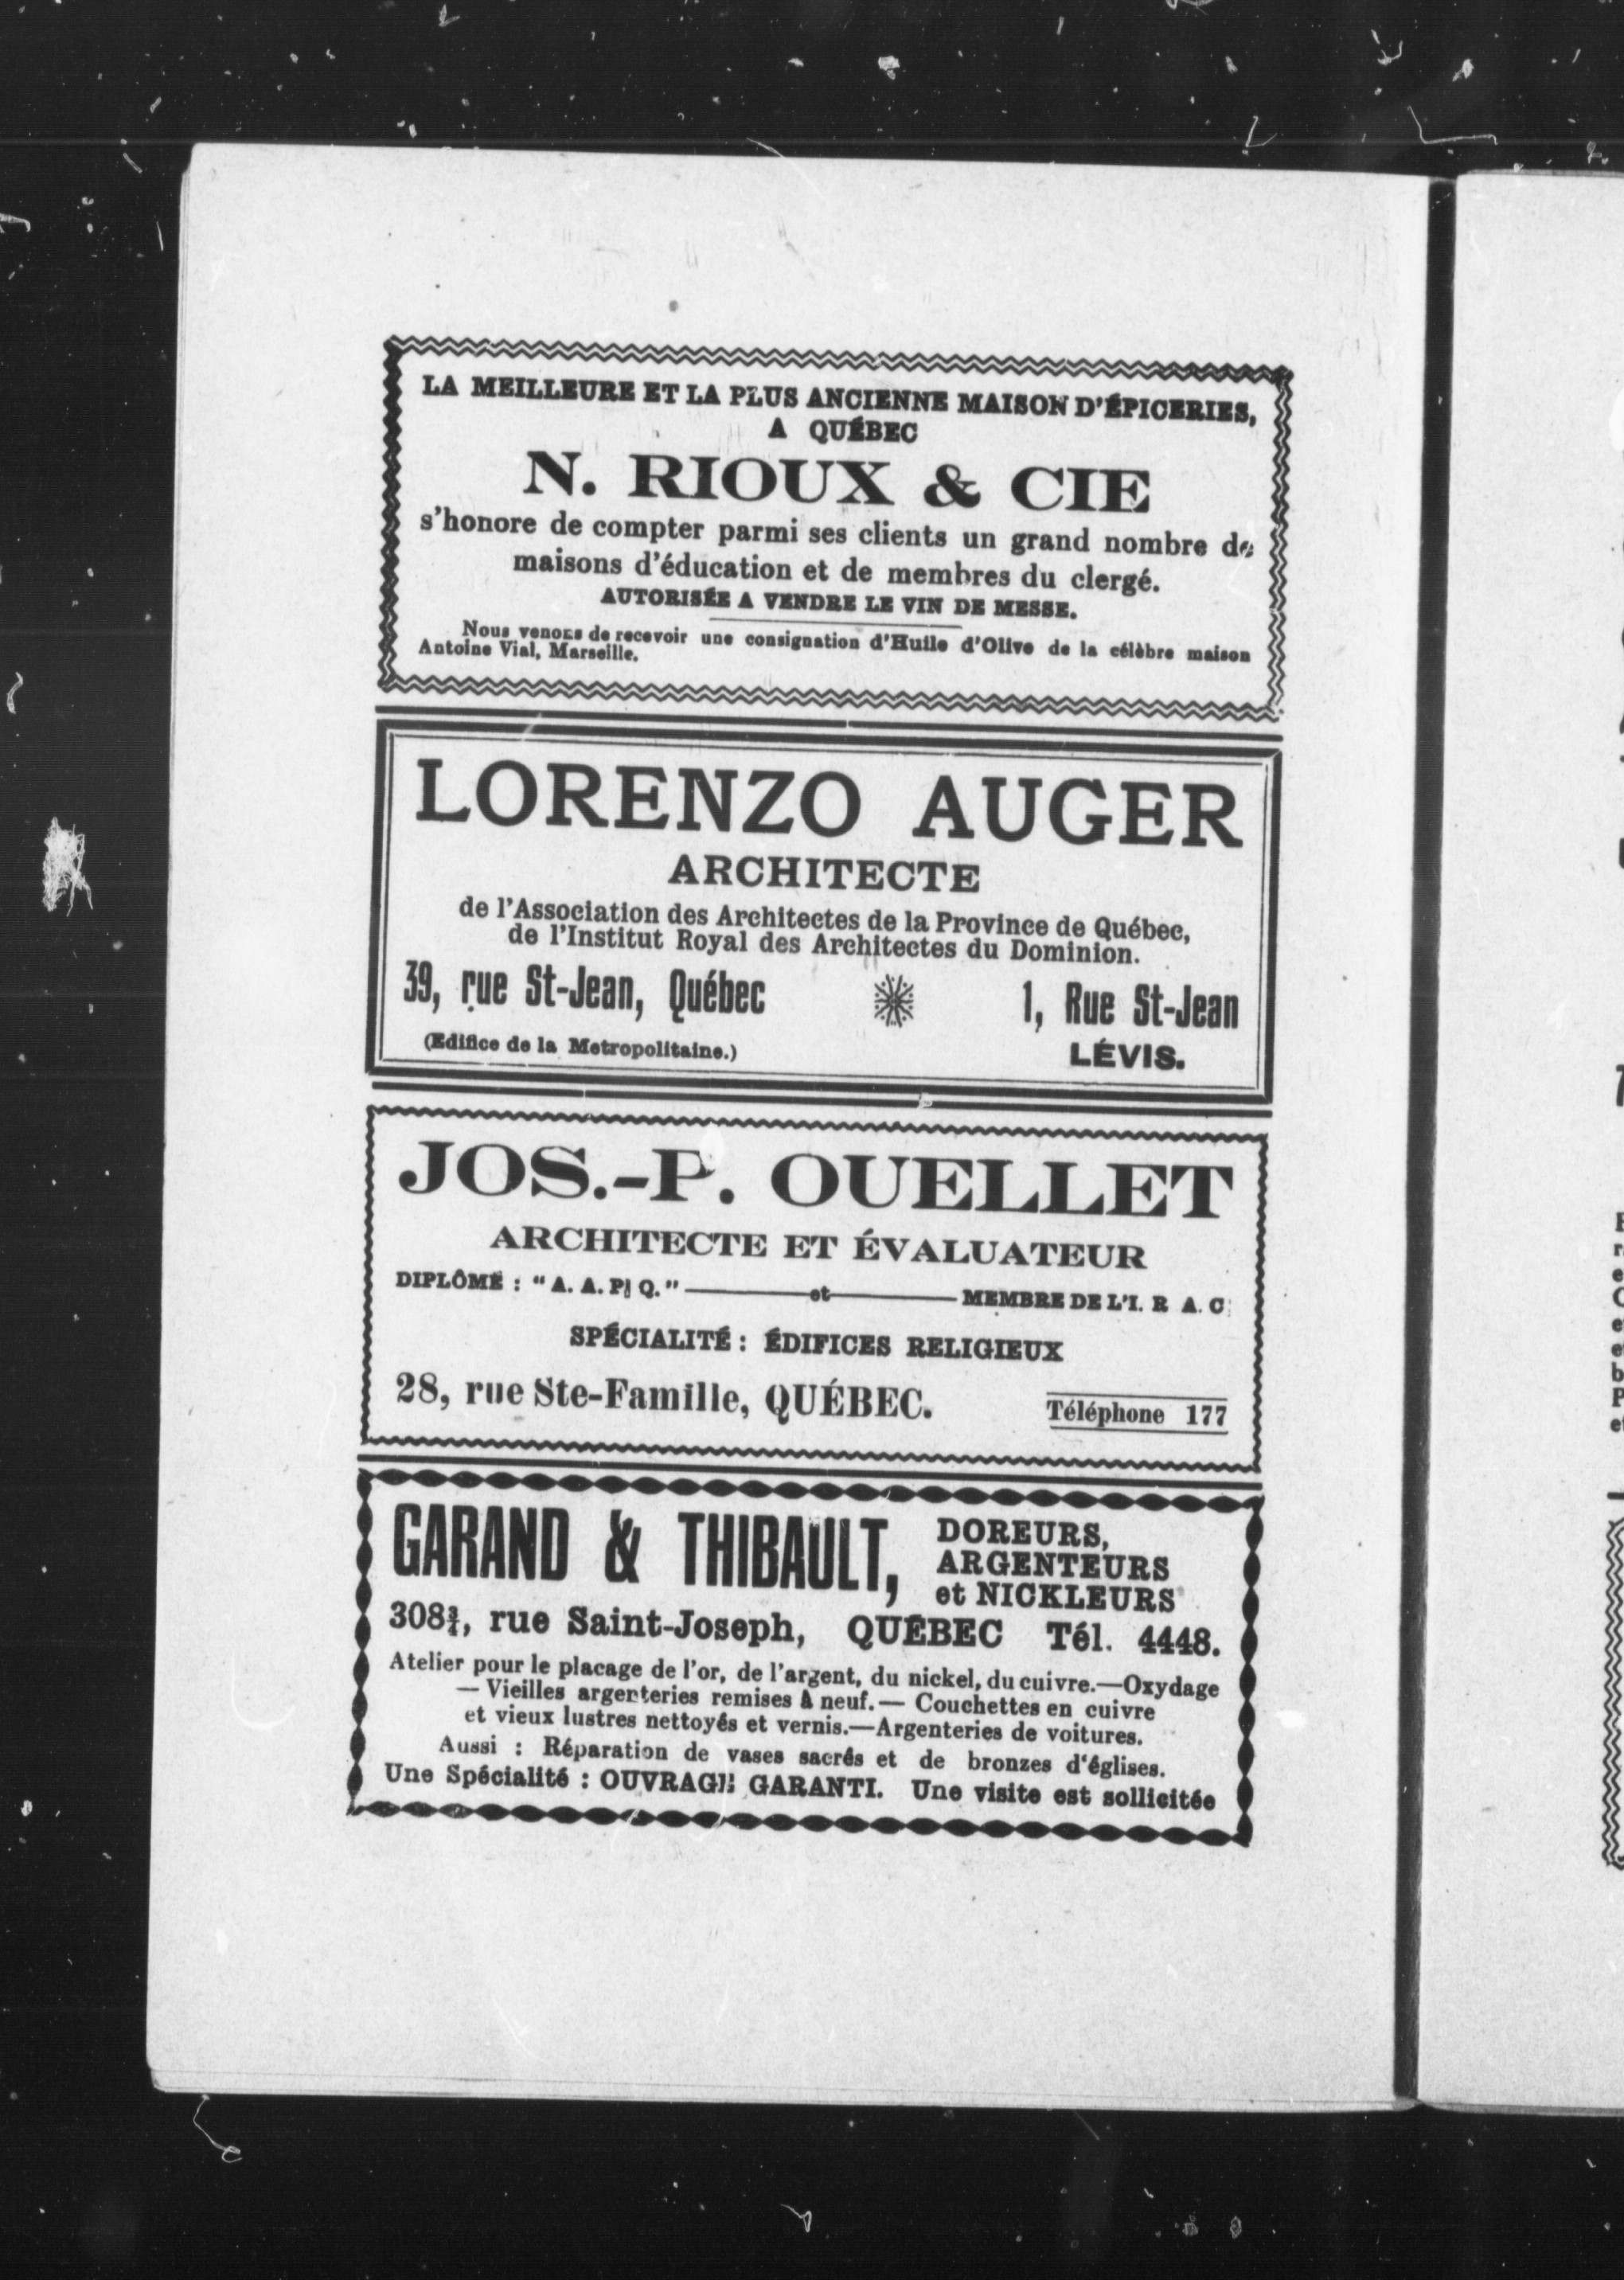 LA MEILLEURE ET LA PLUS ANCIENNE MAISON D'ÉPICERIES,
A QUÉBEC
N. RIOUX & CIE
s'honore de compter parmi ses clients un grand nombre de
maisons d'éducation et de membres du clergé.
AUTORISÉE A VENDRE LE VIN DE MESSE.
Nous venons de recevoir une consignation d'Huile d'Olive de la célèbre maison
Antoine Vial, Marseille.
LORENZO AUGER
ARCHITECTE
de l'Association des Architectes de la Province de Québec,
de l'Institut Royal des Architectes du Dominion.
39, rue St-Jean, Québec 1, Rue St-Jean
(Edifice de la Metropolitaine.) LÉVIS.
JOS.-P. OUELLET
ARCHITECTE ET ÉVALUATEUR
DIPLÔMÉ : “ A. A. P. Q. ” — et — MEMBRE DE L'I. R A. C.
SPÉCIALITÉ : ÉDIFICES RELIGIEUX
28, rue Ste-Famille, QUÉBEC. Téléphone 177
GARAND & THIBAULT, DOREURS,
ARGENTEURS
et NICKLEURS
308¾, rue Saint-Joseph, QUÉBEC Tél. 4448.
Atelier pour le placage de l'or, de l'argent, du nickel, du cuivre.—Oxydage
— Vieilles argenteries remises à neuf.— Couchettes en cuivre
et vieux lustres nettoyés et vernis.—Argenteries de voitures.
Aussi : Réparation de vases sacrés et de bronzes d'églises.
Une Spécialité : OUVRAGE GARANTI. Une visite est sollicitée